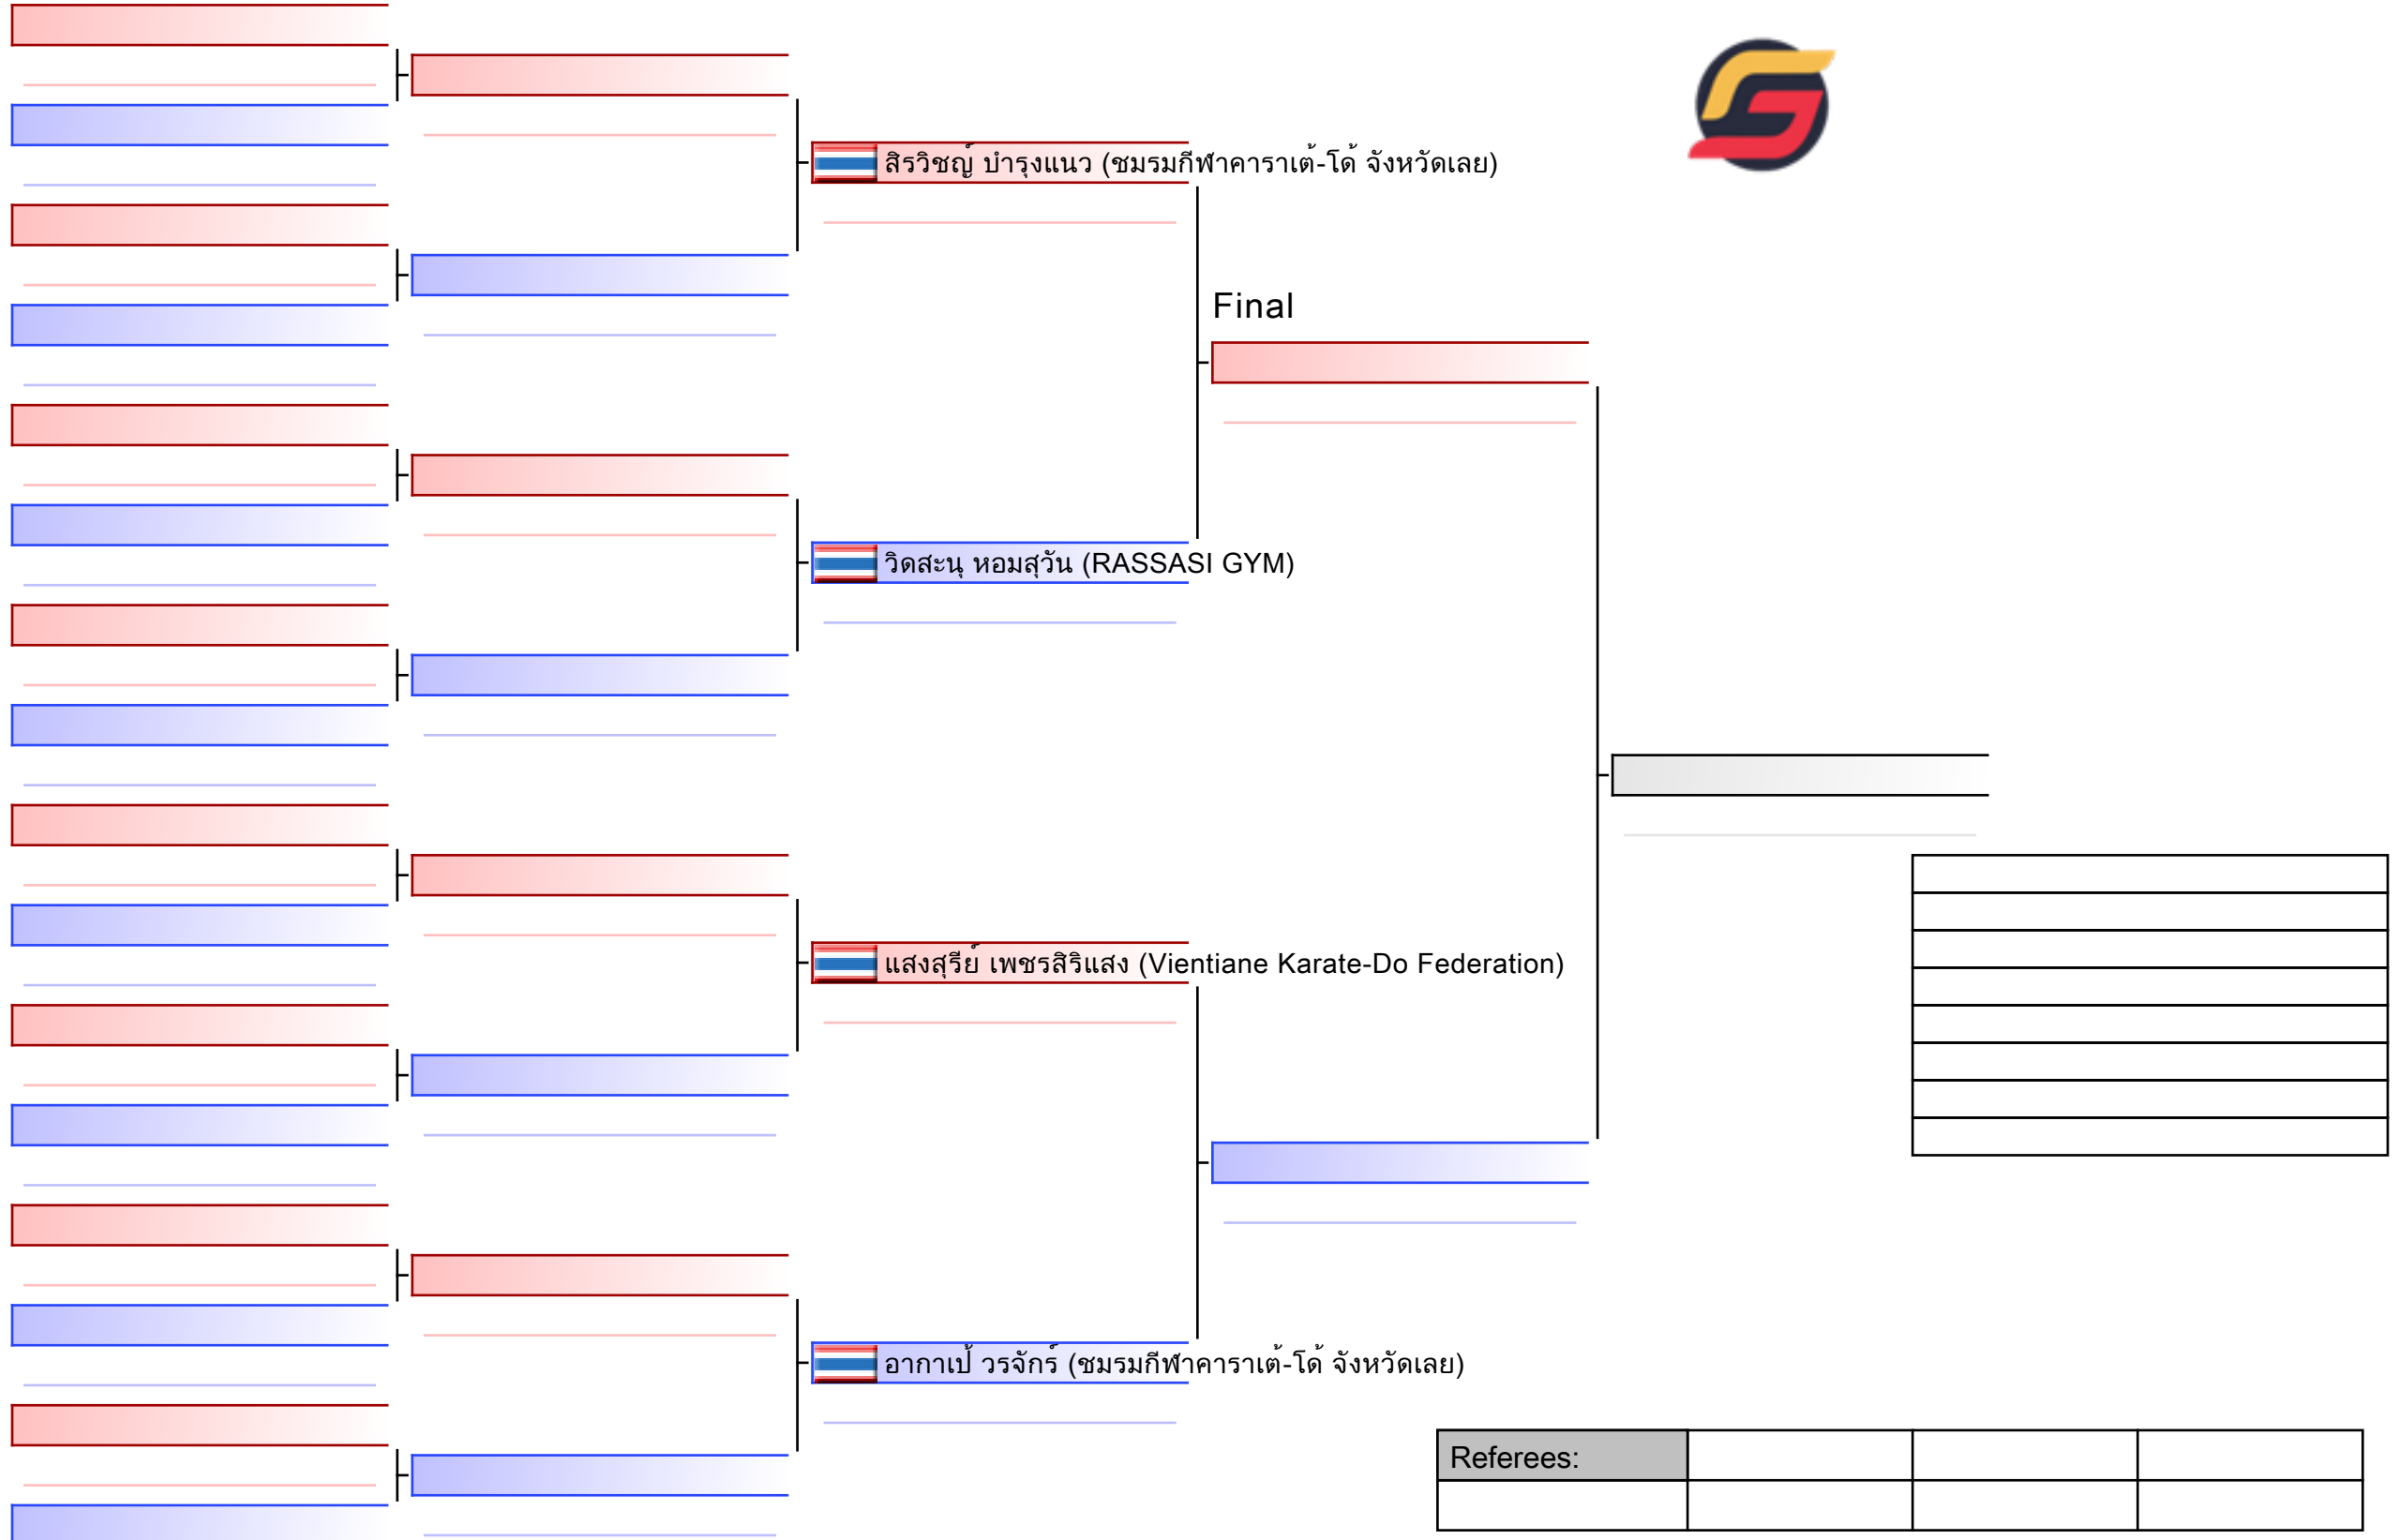 สิรวิชญ์ บำรุงแนว (ชมรมกีฬาคาราเต้-โด้ จังหวัดเลย)
Final
วิดสะนุ หอมสุวัน (RASSASI GYM)
แสงสุรีย์ เพชรสิริแสง (Vientiane Karate-Do Federation)
อากาเป้ วรจักร์ (ชมรมกีฬาคาราเต้-โด้ จังหวัดเลย)
Referees: